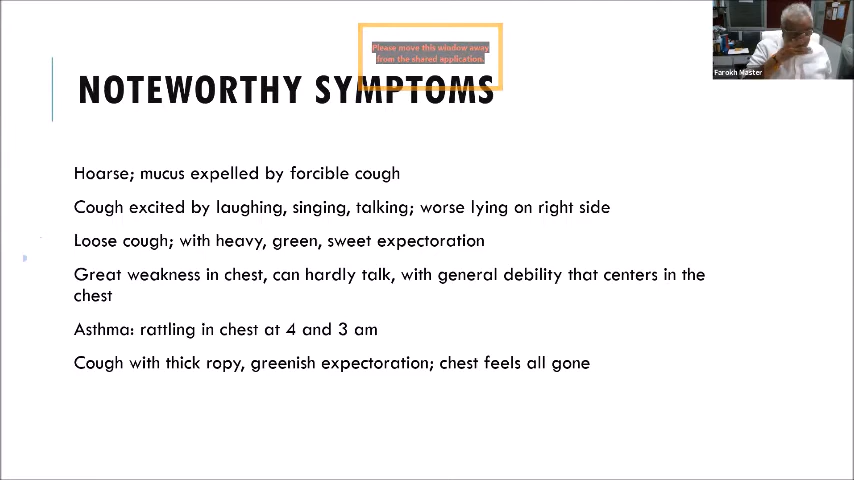 Please move this window away
from the shared application.
Farokh Master
NOTEWORTHY SYMPTOMS
Hoarse; mucus expelled by forcible cough
Cough excited by laughing, singing, talking; worse lying on right side
Loose cough; with heavy, green, sweet expectoration
Great weakness in chest, can hardly talk, with general debility that centers in the
chest
Asthma: rattling in chest at 4 and 3 am
Cough with thick ropy, greenish expectoration; chest feels all gone